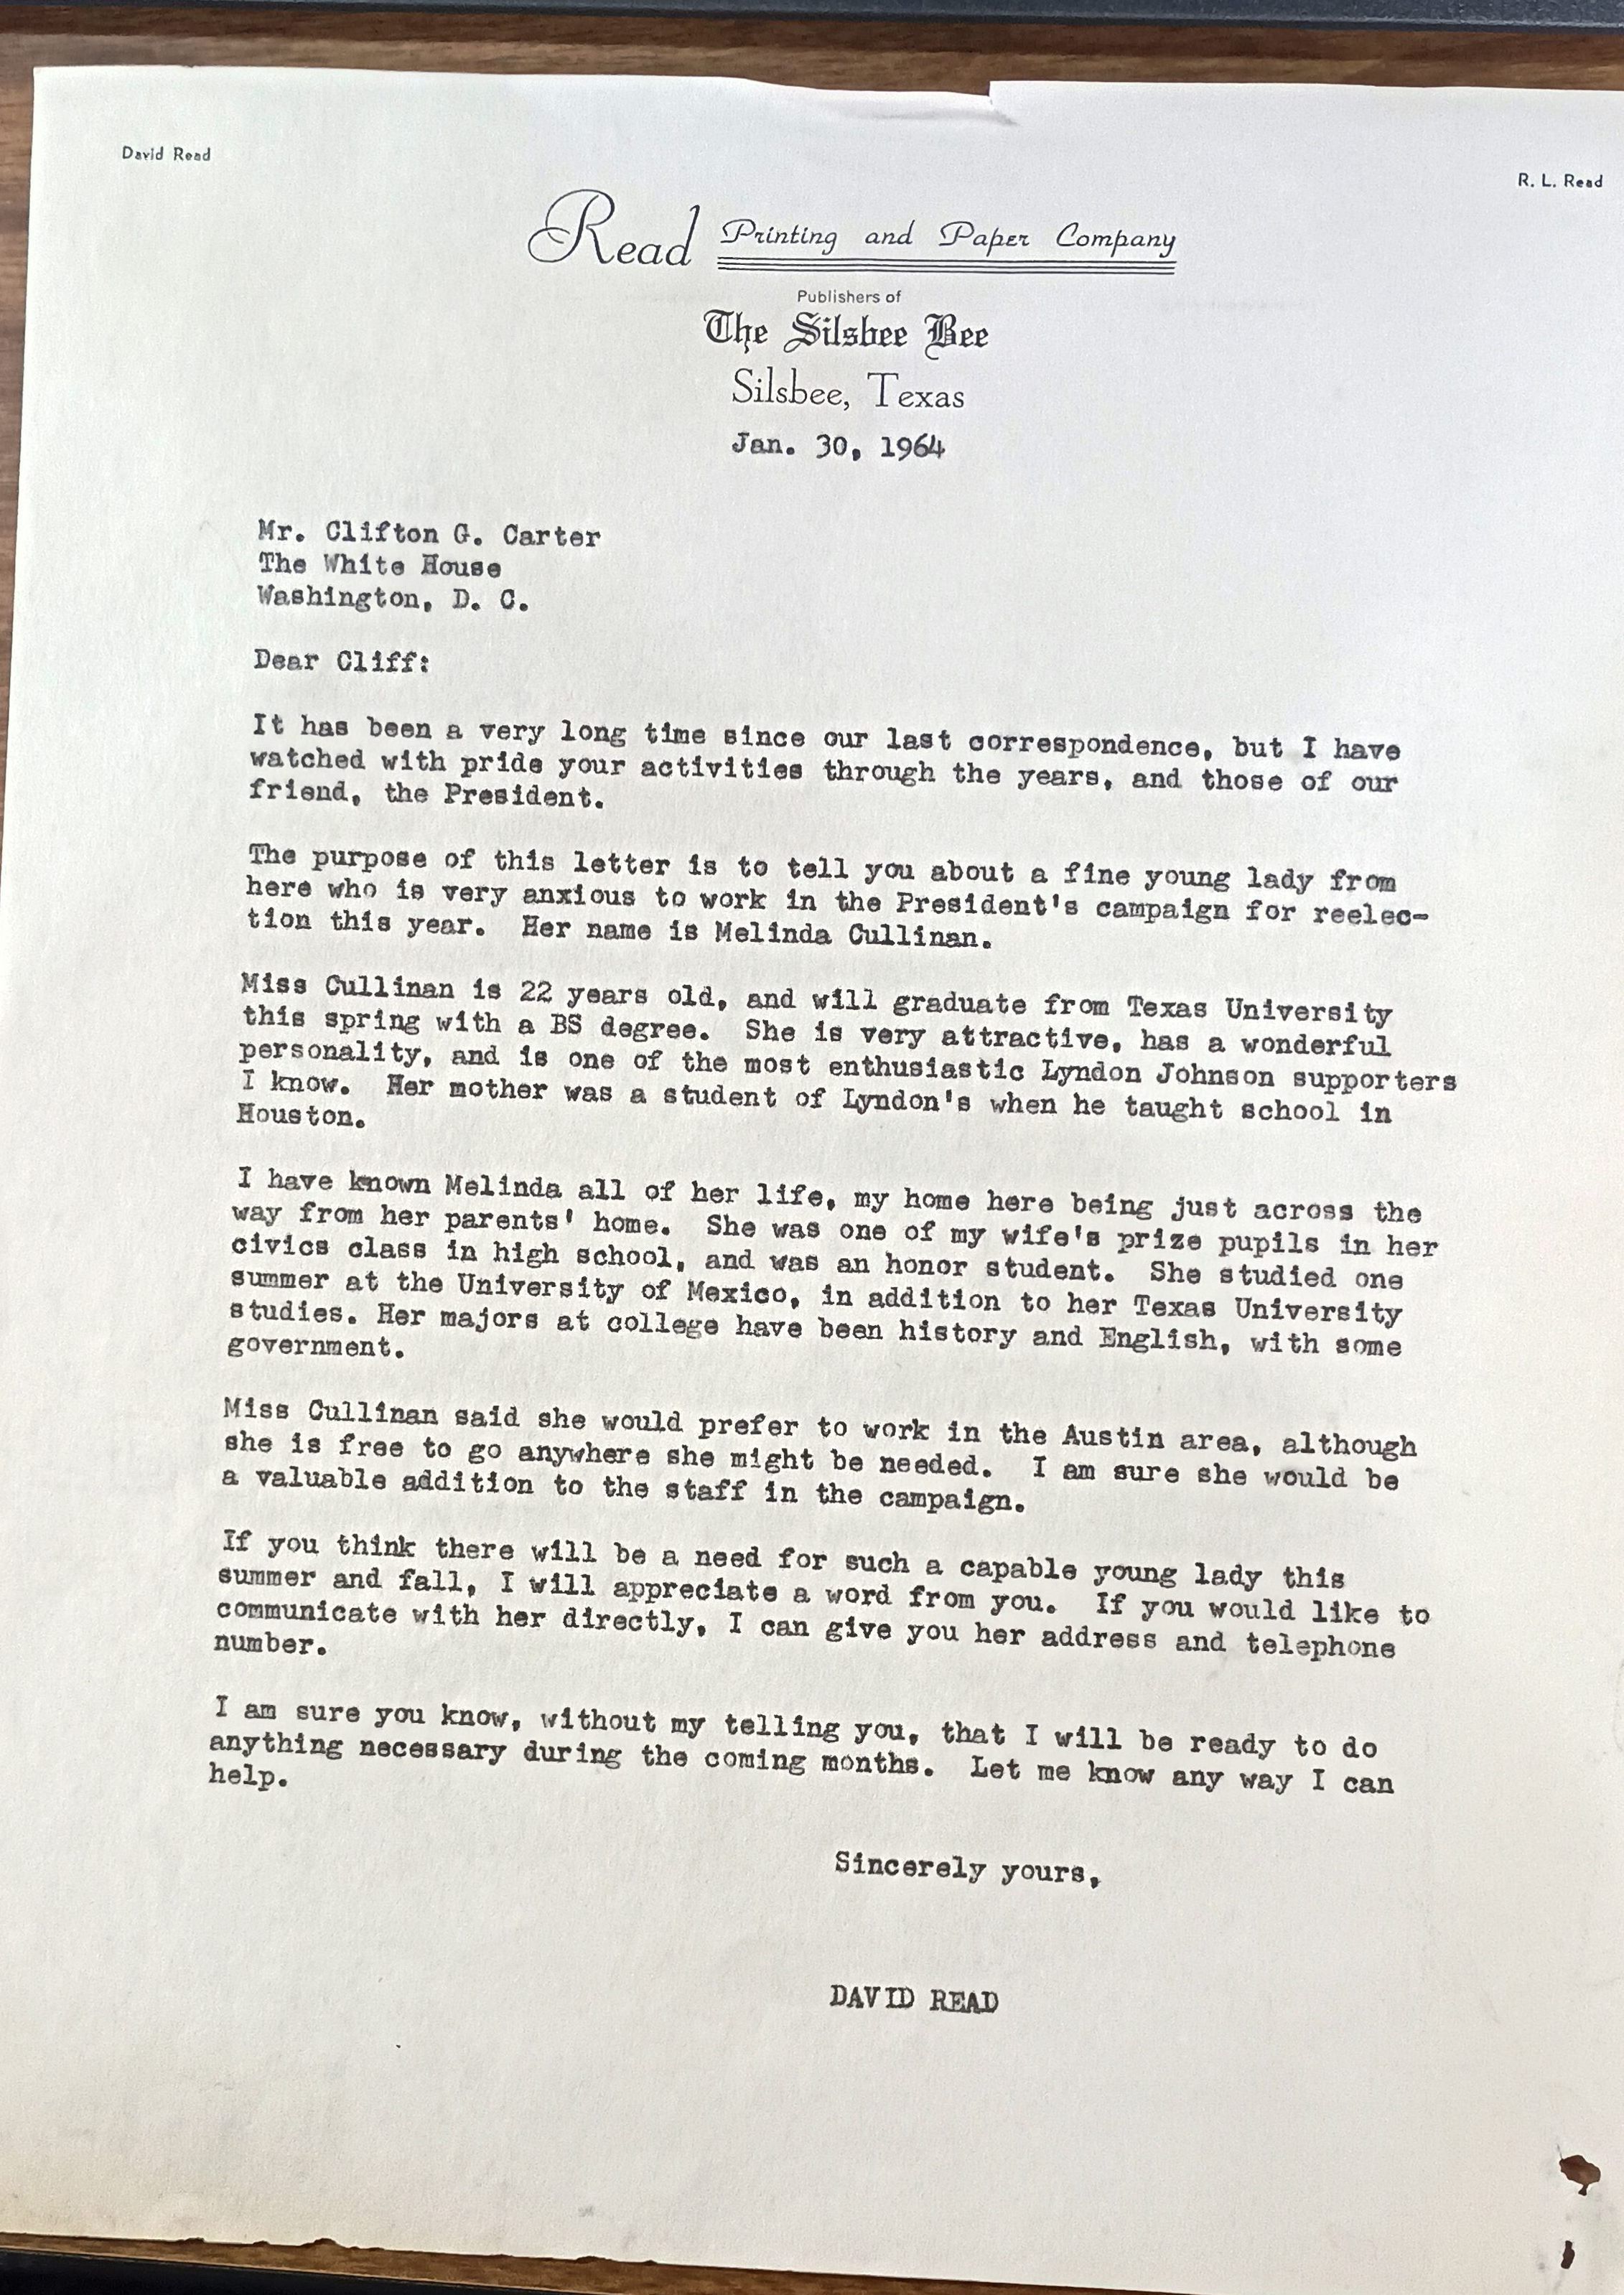 David Read
R. L. Read
Read Printing and Paper Company
Publishers of
The Silsbee Bee
Silsbee, Texas
Jan. 30, 1964
Mr. Clifton G. Carter
The White House
Washington, D. C.
Dear Cliff:
It has been a very long time since our last correspondence, but I have
watched with pride your activities through the years, and those of our
friend, the President.
The purpose of this letter is to tell you about a fine young lady from
here who is very anxious to work in the President's campaign for reelec-
tion this year. Her name is Melinda Cullinan.
Miss Cullinan is 22 years old, and will graduate from Texas University
this spring with a BS degree. She is very attractive, has a wonderful
personality, and is one of the most enthusiastic Lyndon Johnson supporters
I know. Her mother was a student of Lyndon's when he taught school in
Houston.
I have known Melinda all of her life, my home here being just across the
way from her parents' home. She was one of my wife's prize pupils in her
civics class in high school, and was an honor student. She studied one
summer at the University of Mexico, in addition to her Texas University
studies. Her majors at college have been history and English, with some
government.
Miss Cullinan said she would prefer to work in the Austin area, although
she is free to go anywhere she might be needed. I am sure she would be
a valuable addition to the staff in the campaign.
If you think there will be a need for such a capable young lady this
summer and fall, I will appreciate a word from you. If you would like to
communicate with her directly, I can give you her address and telephone
number.
I am sure you know, without my telling you, that I will be ready to do
anything necessary during the coming months. Let me know any way I can
help.
Sincerely yours,
DAVID READ